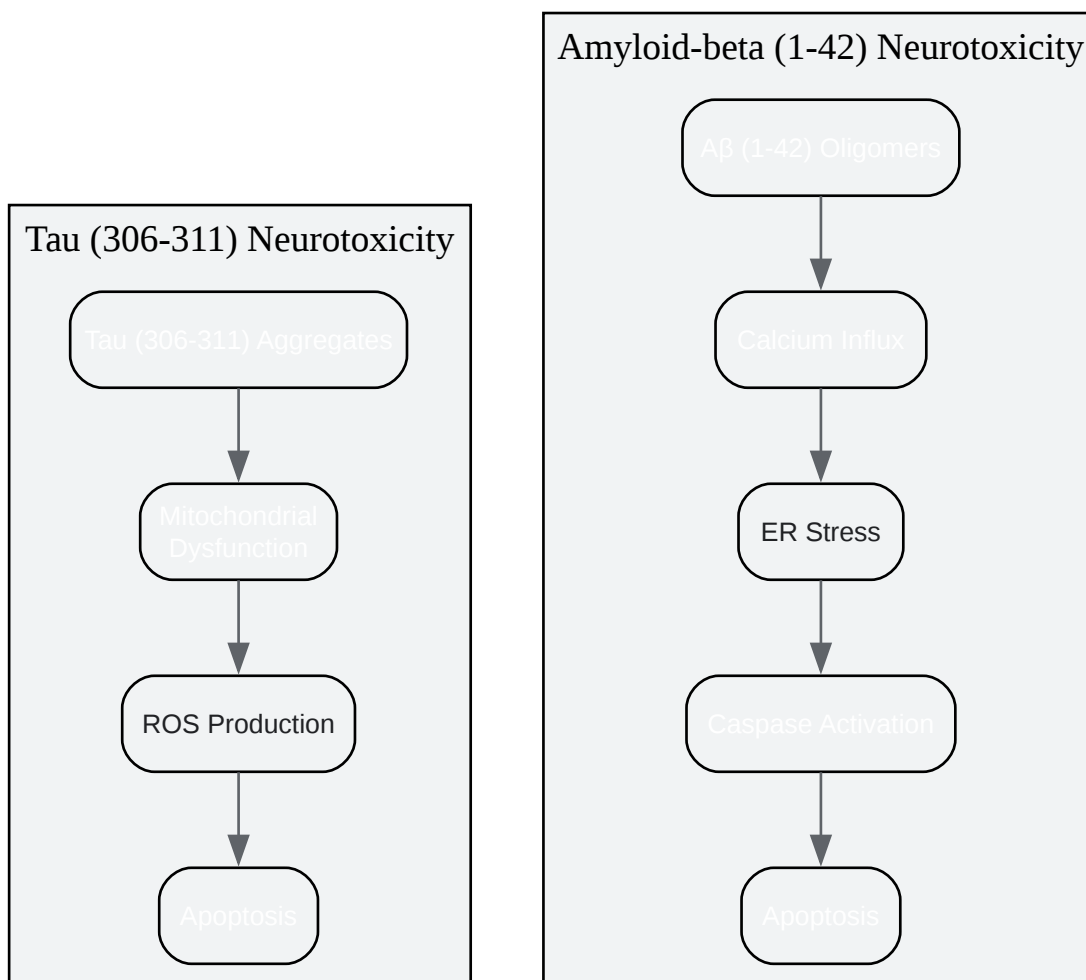 Tau (306-311) Neurotoxicity
Tau (306-311) Aggregates
Mitochondrial
Dysfunction
ROS Production
Apoptosis
Amyloid-beta (1-42) Neurotoxicity
Aβ (1-42) Oligomers
Calcium Influx
ER Stress
Caspase Activation
Apoptosis